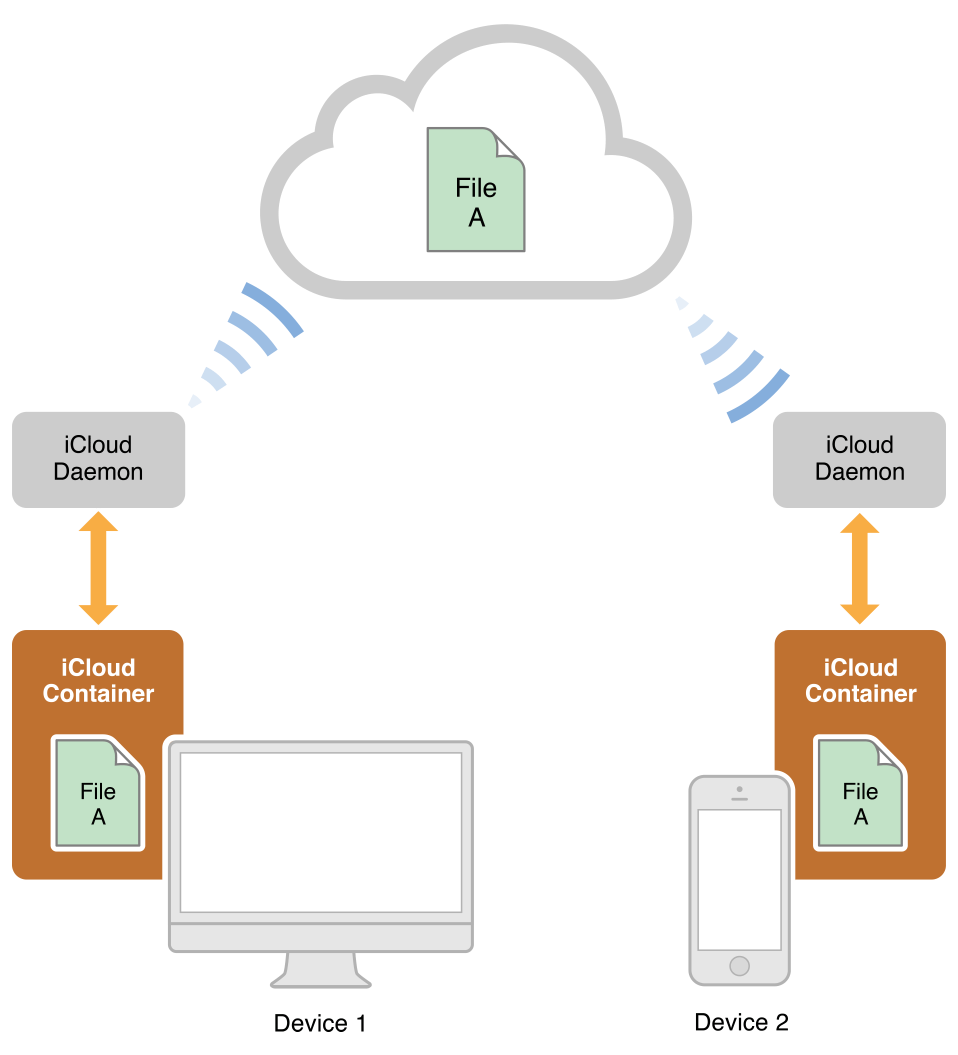 File
A
iCloud
Daemon
iCloud
Daemon
iCloud
Container
iCloud
Container
File
A
File
A
Device 1
Device 2